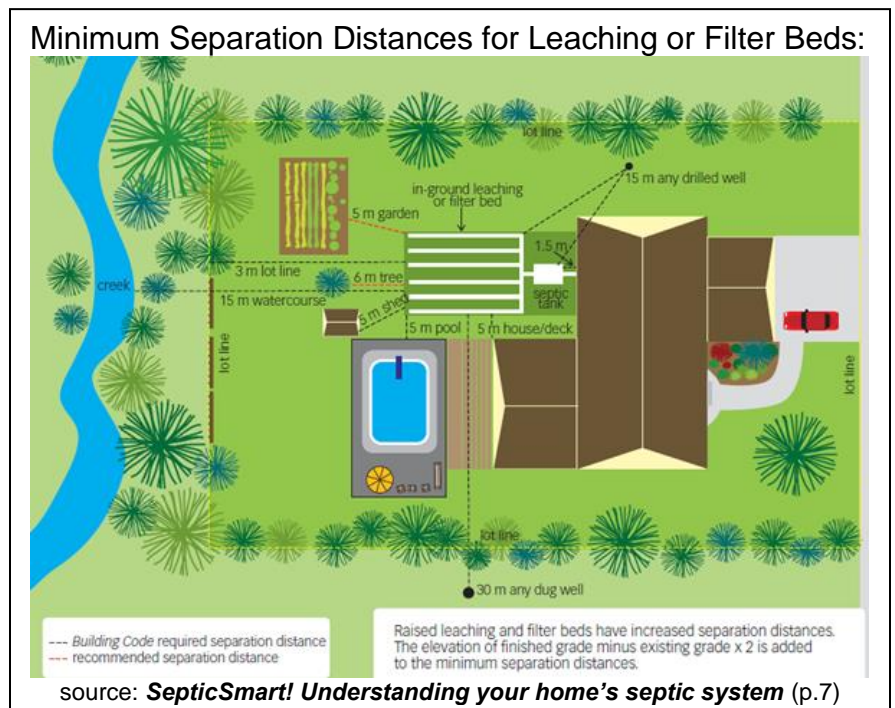 Minimum Separation Distances for Leaching or Filter Beds:
lot line
15 m any drilled well
in-ground leaching
or filter bed
5 m garden
1.5 m
3 m lot line
6 m tree
creek
15 m watercourse
septic
tank
5 m shed
5 m pool
5 m house/deck
lot line
lot line
lot line
30 m any dug well
--- Building Code required separation distance
--- recommended separation distance
Raised leaching and filter beds have increased separation distances.
The elevation of finished grade minus existing grade x 2 is added
to the minimum separation distances.
source: SepticSmart! Understanding your home's septic system (p.7)